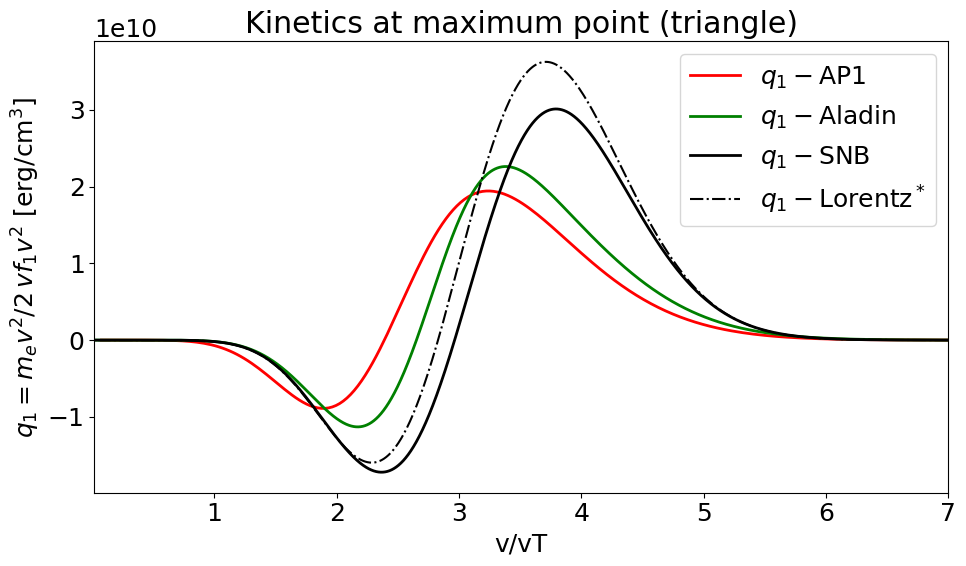 Kinetics at maximum point (triangle)
1e10
q₁ = mₑv²/2 vf₁v² [erg/cm³]
3
2
1
0
−1
q₁ − AP1
q₁ − Aladin
q₁ − SNB
q₁ − Lorentz*
1 2 3 4 5 6 7
v/vT